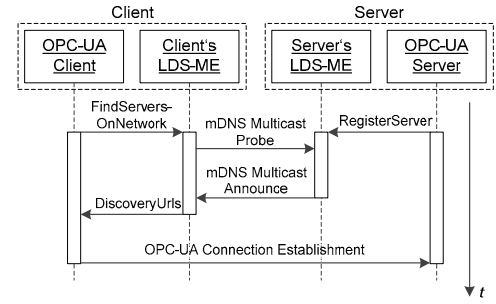 Client
Server
OPC-UA
Client
Client's
LDS-ME
Server's
LDS-ME
OPC-UA
Server
FindServers-
OnNetwork
mDNS Multicast
Probe
RegisterServer
mDNS Multicast
Announce
DiscoveryUrls
OPC-UA Connection Establishment
t